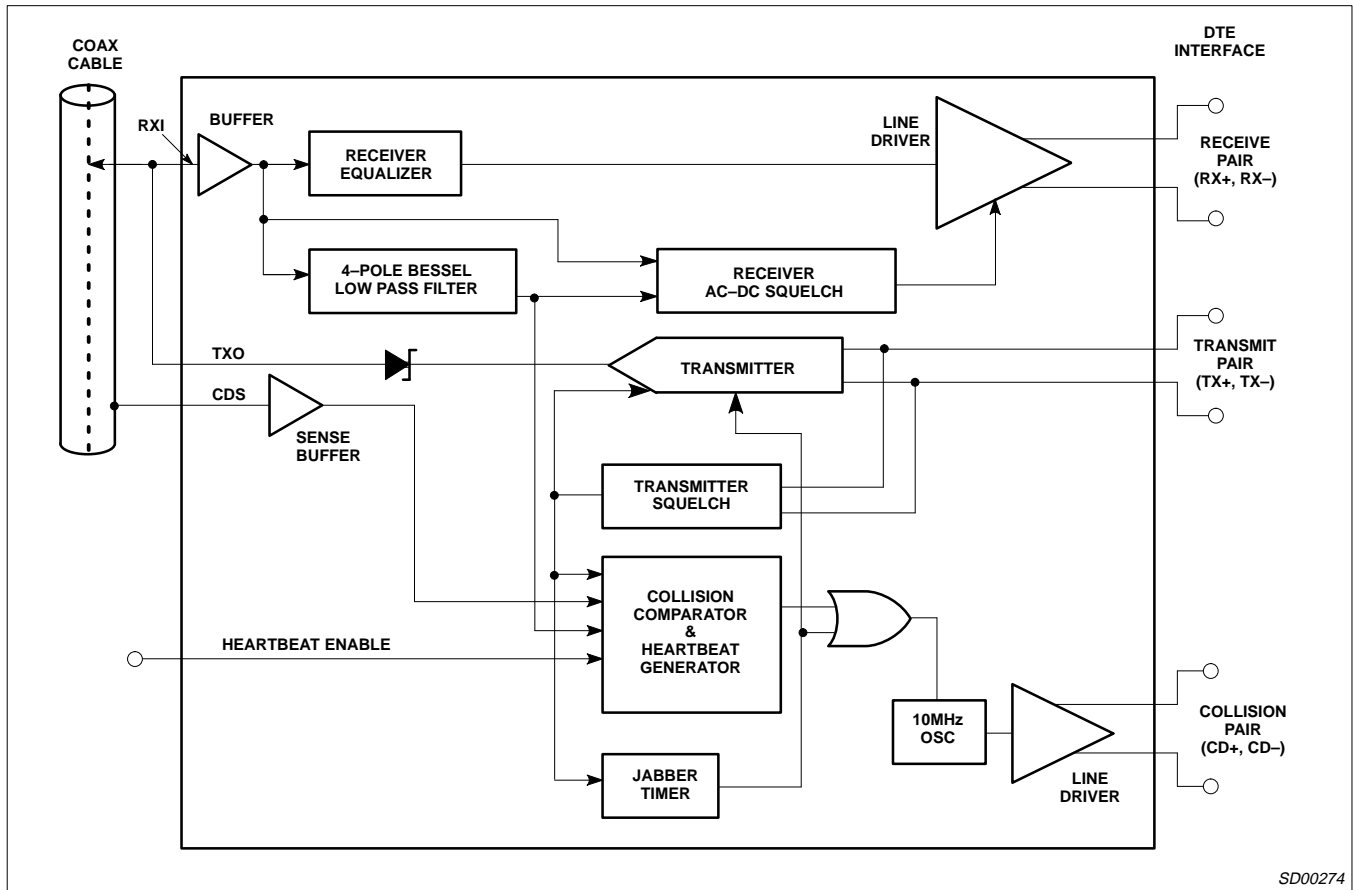 COAX
CABLE
DTE
INTERFACE
RXI
BUFFER
LINE
DRIVER
RECEIVER
EQUALIZER
RECEIVE
PAIR
(RX+, RX–)
4–POLE BESSEL
LOW PASS FILTER
RECEIVER
AC–DC SQUELCH
TXO
TRANSMITTER
TRANSMIT
PAIR
(TX+, TX–)
CDS
SENSE
BUFFER
TRANSMITTER
SQUELCH
COLLISION
COMPARATOR
&
HEARTBEAT
GENERATOR
HEARTBEAT ENABLE
10MHz
OSC
COLLISION
PAIR
(CD+, CD–)
JABBER
TIMER
LINE
DRIVER
SD00274